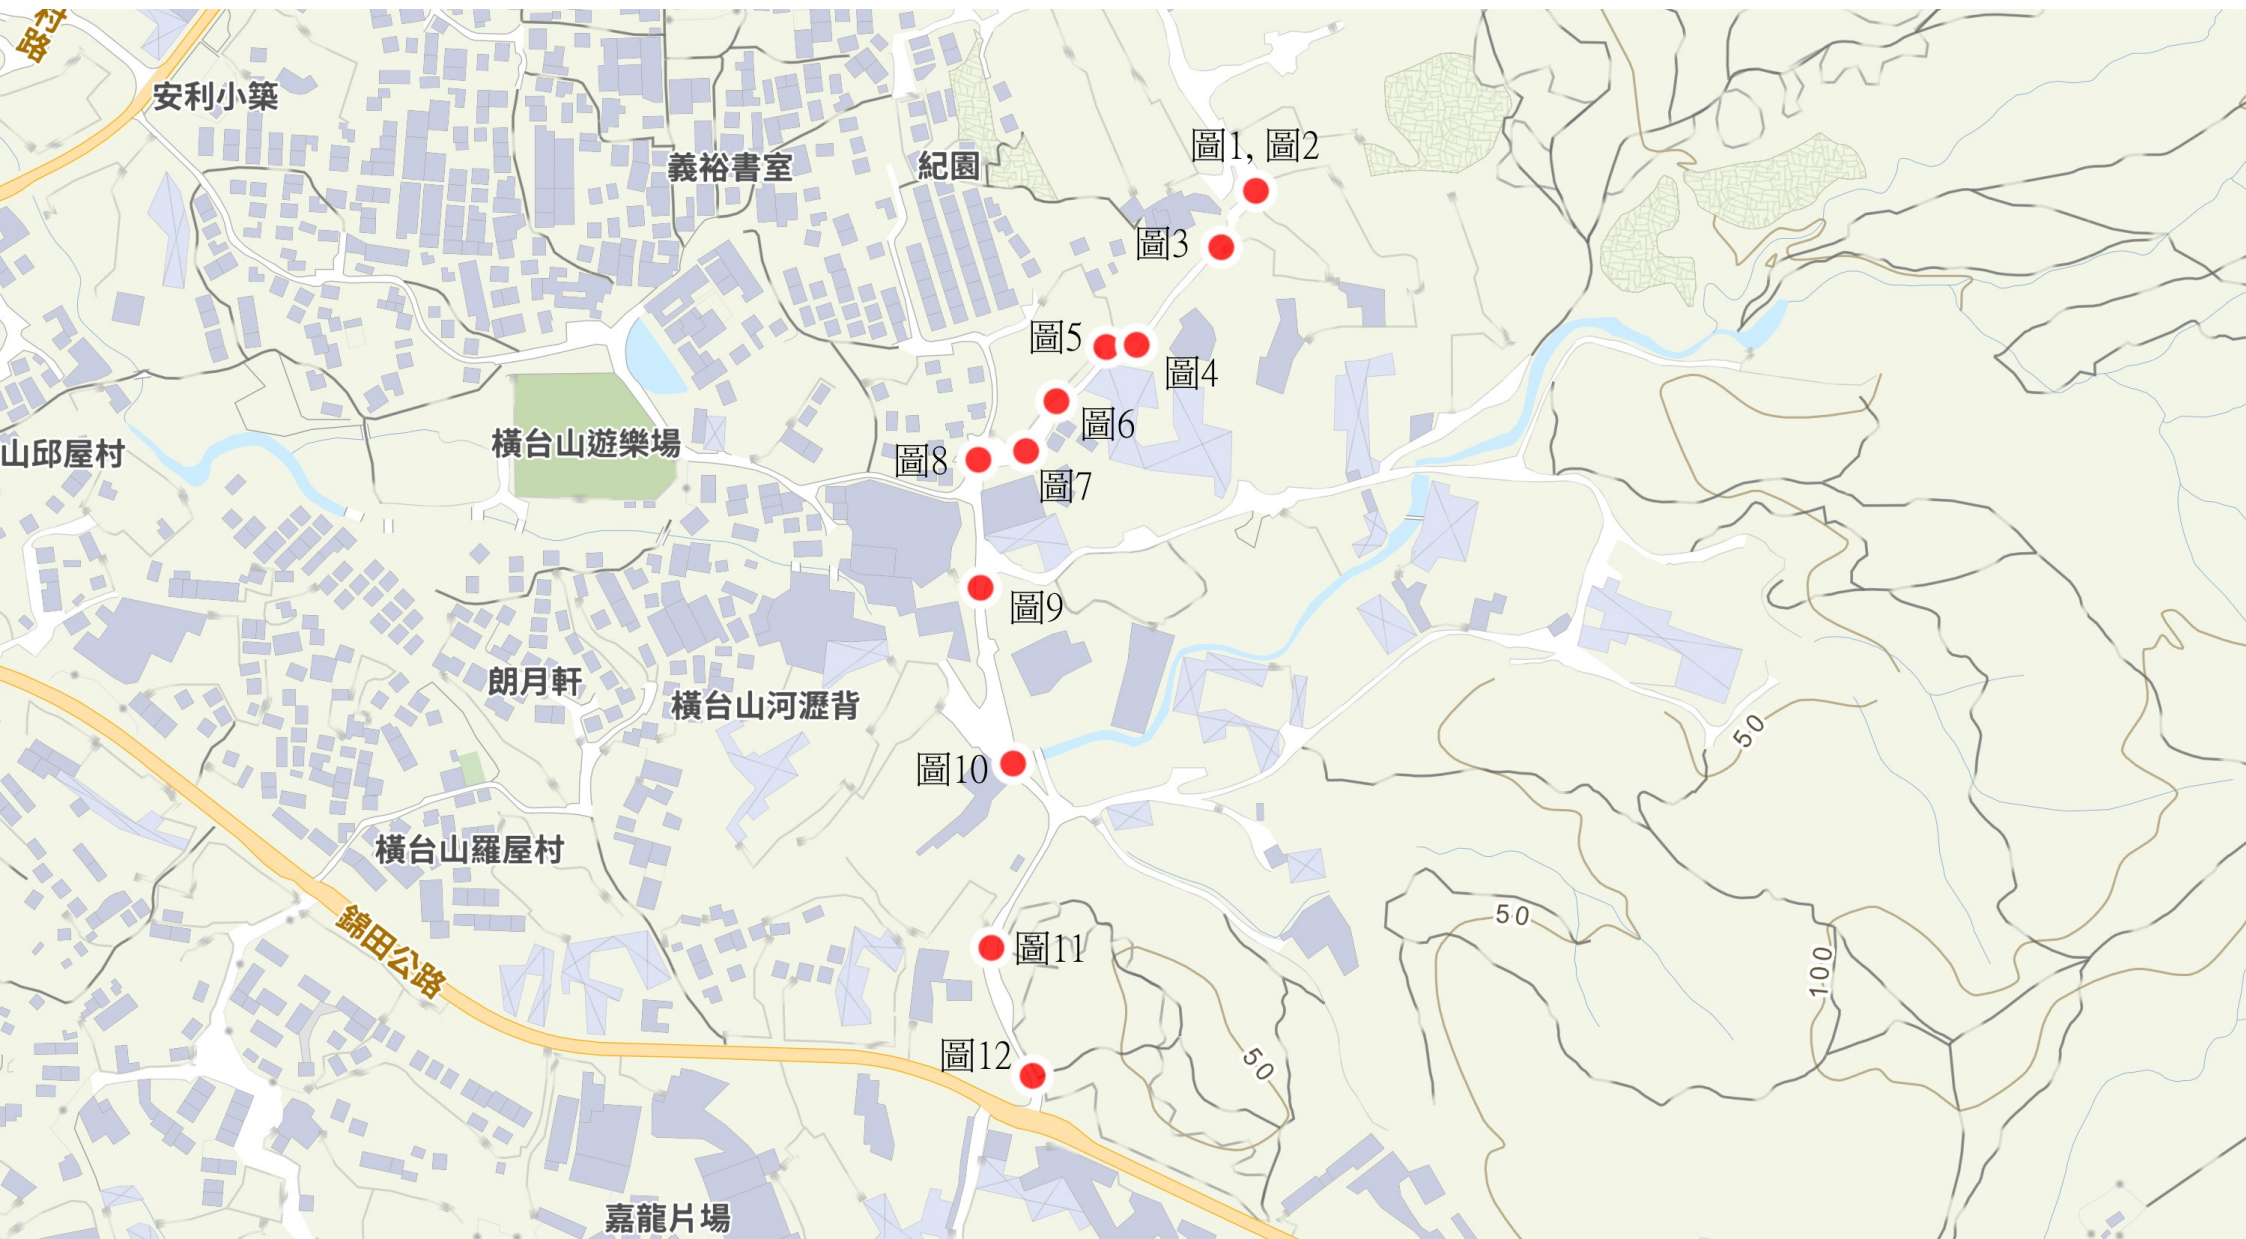 村路
安利小築
圖1, 圖2
義裕書室
紀園
圖3
圖5
圖4
圖6
橫台山遊樂場
山邱屋村
圖8
圖7
圖9
朗月軒
橫台山河瀝背
50
圖10
橫台山羅屋村
50
錦田公路
圖11
100
圖12
50
嘉龍片場